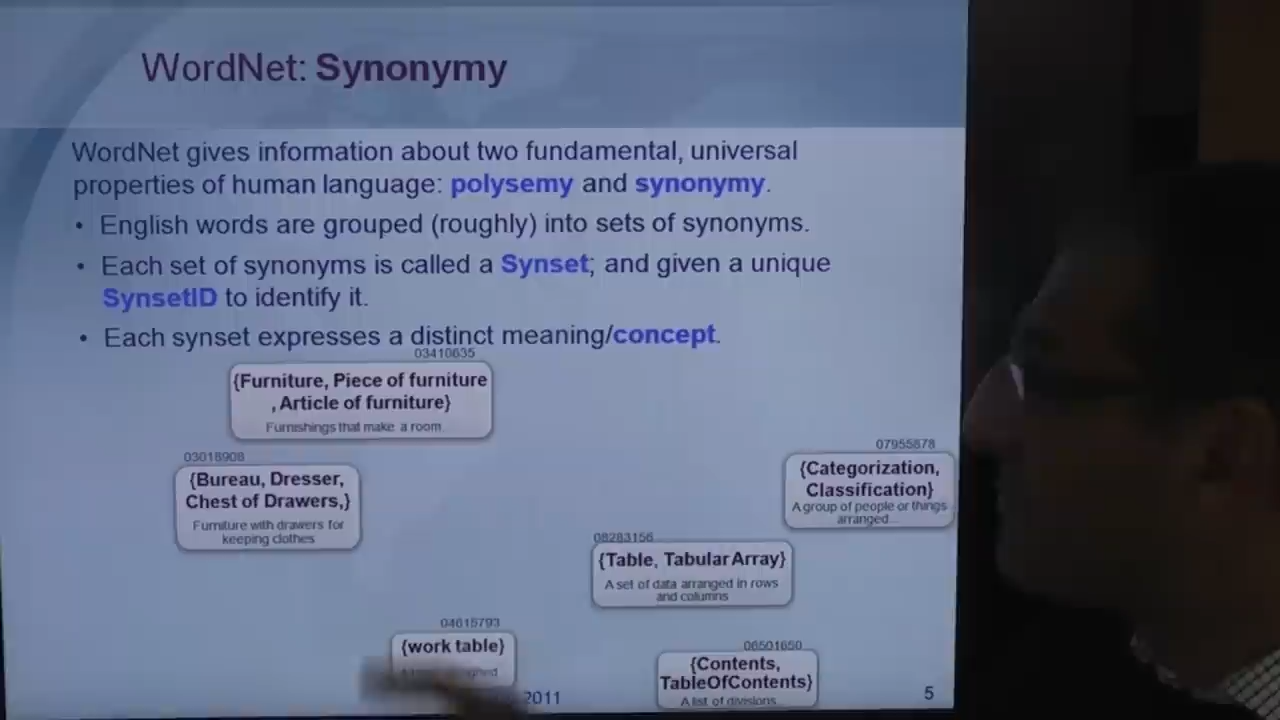 WordNet: Synonymy
WordNet gives information about two fundamental, universal
properties of human language: polysemy and synonymy.
• English words are grouped (roughly) into sets of synonyms.
• Each set of synonyms is called a Synset; and given a unique
SynsetID to identify it.
• Each synset expresses a distinct meaning/concept.
03410635
{Furniture, Piece of furniture
, Article of furniture}
Furnishings that make a room
03018908
{Bureau, Dresser,
Chest of Drawers,}
Furniture with drawers for
keeping clothes
07955878
{Categorization,
Classification}
A group of people or things
arranged...
08283156
{Table, Tabular Array}
A set of data arranged in rows
and columns
04615793
{work table}
06501650
{Contents,
TableOfContents}
A list of divisions...
2011
5